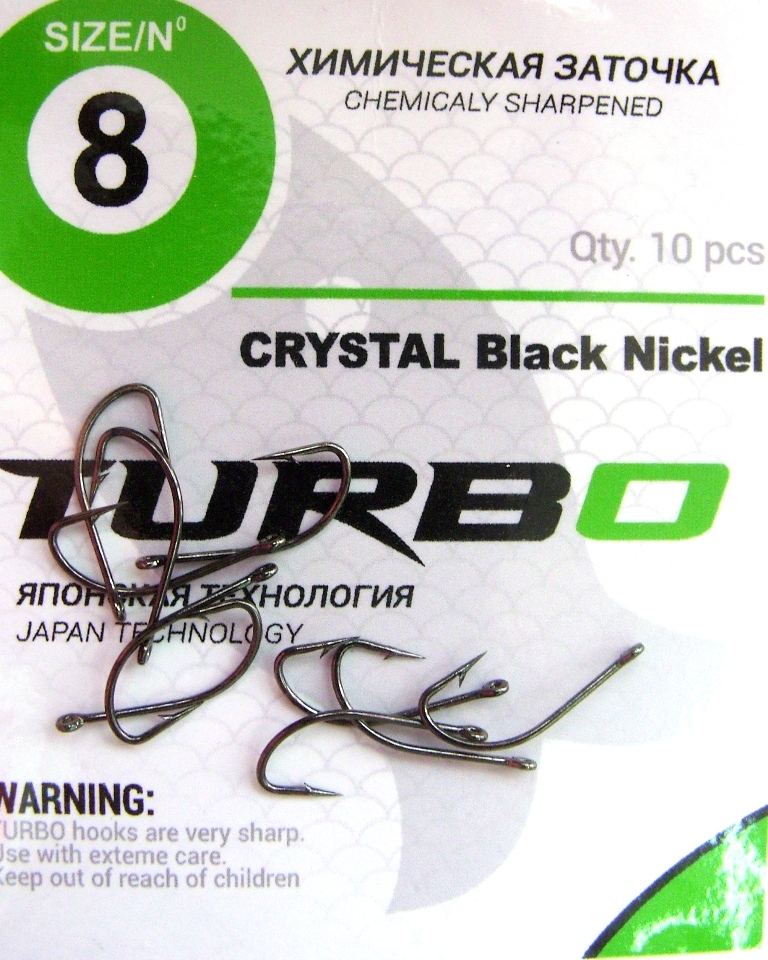 SIZE/N⁰
8
ХИМИЧЕСКАЯ ЗАТОЧКА
CHEMICALY SHARPENED
Qty. 10 pcs
CRYSTAL Black Nickel
TURBO
ЯПОНСКАЯ ТЕХНОЛОГИЯ
JAPAN TECHNOLOGY
WARNING:
TURBO hooks are very sharp.
Use with exteme care.
Keep out of reach of children